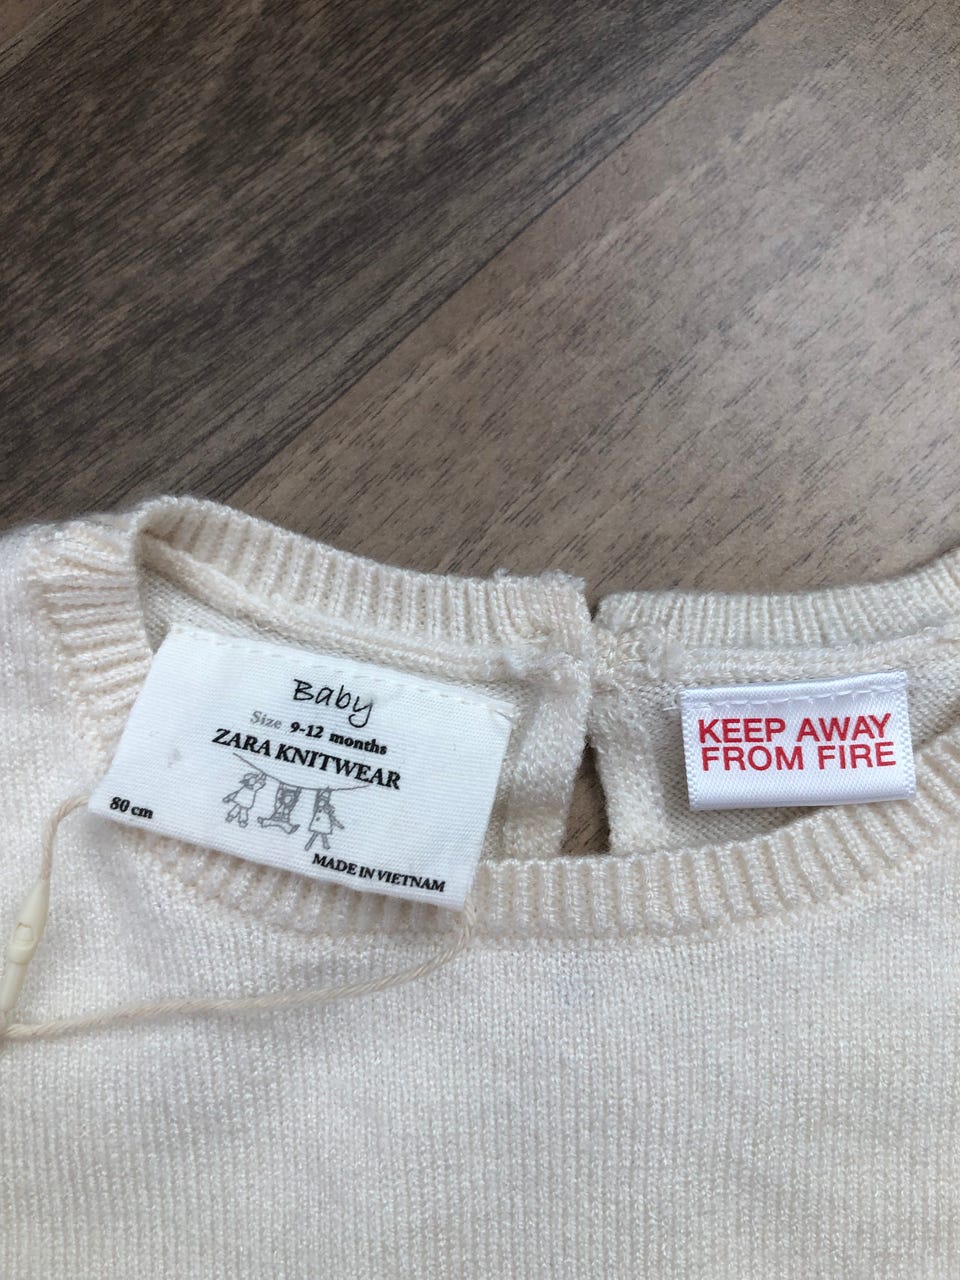 Baby
Size 9-12 months
ZARA KNITWEAR
80 cm
MADE IN VIETNAM
KEEP AWAY
FROM FIRE